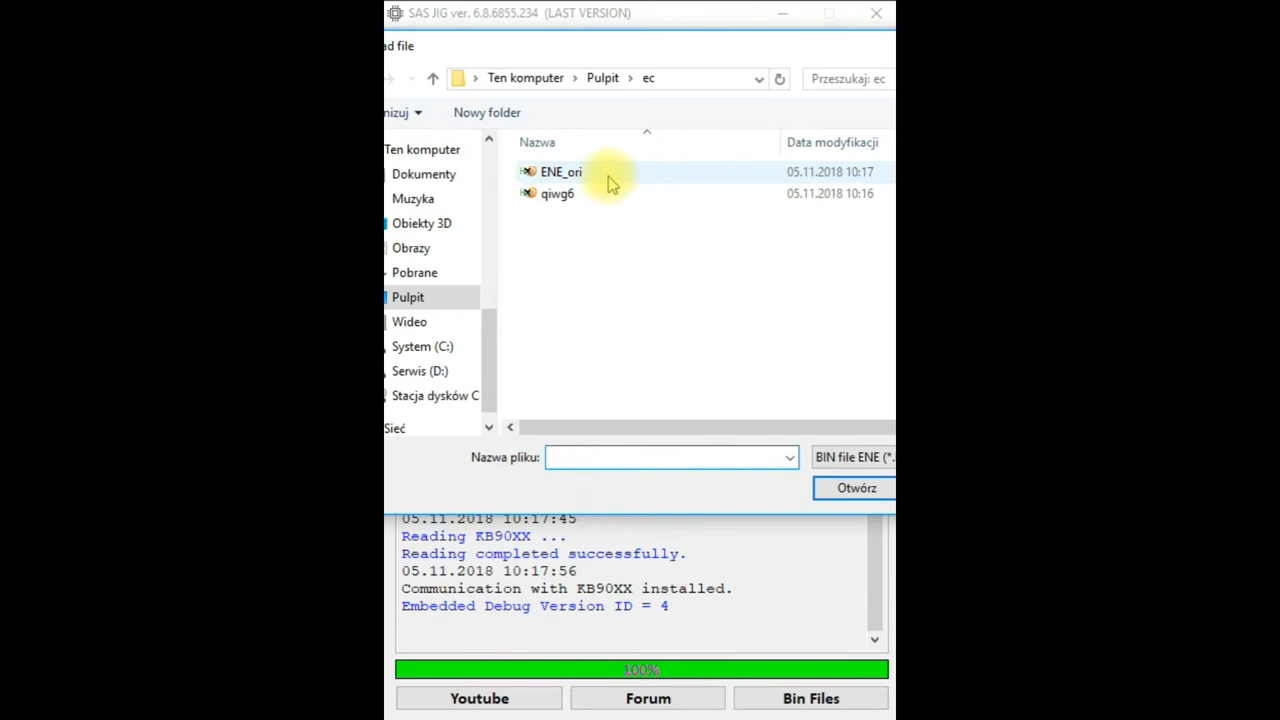 SAS JIG ver. 6.8.6855.234 (LAST VERSION)
ad file
Ten komputer Pulpit ec Przeszukaj: ec
nizuj Nowy folder
Nazwa Data modyfikacji
ENE_ori 05.11.2018 10:17
qiwg6 05.11.2018 10:16
Ten komputer
Dokumenty
Muzyka
Obiekty 3D
Obrazy
Pobrane
Pulpit
Wideo
System (C:)
Serwis (D:)
Stacja dysków C
Sieć
Nazwa pliku: BIN file ENE (*.
Otwórz
05.11.2018 10:17:45
Reading KB90XX ...
Reading completed successfully.
05.11.2018 10:17:56
Communication with KB90XX installed.
Embedded Debug Version ID = 4
100%
Youtube Forum Bin Files